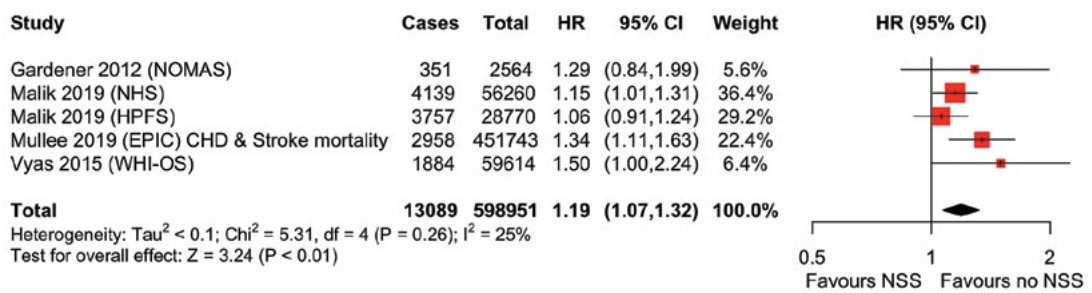 Study Cases Total HR 95% CI Weight HR (95% CI)
Gardener 2012 (NOMAS) 351 2564 1.29 (0.84,1.99) 5.6%
Malik 2019 (NHS) 4139 56260 1.15 (1.01,1.31) 36.4%
Malik 2019 (HPFS) 3757 28770 1.06 (0.91,1.24) 29.2%
Mullee 2019 (EPIC) CHD & Stroke mortality 2958 451743 1.34 (1.11,1.63) 22.4%
Vyas 2015 (WHI-OS) 1884 59614 1.50 (1.00,2.24) 6.4%
Total 13089 598951 1.19 (1.07,1.32) 100.0%
Heterogeneity: Tau² < 0.1; Chi² = 5.31, df = 4 (P = 0.26); I² = 25%
Test for overall effect: Z = 3.24 (P < 0.01)
0.5 1 2
Favours NSS Favours no NSS